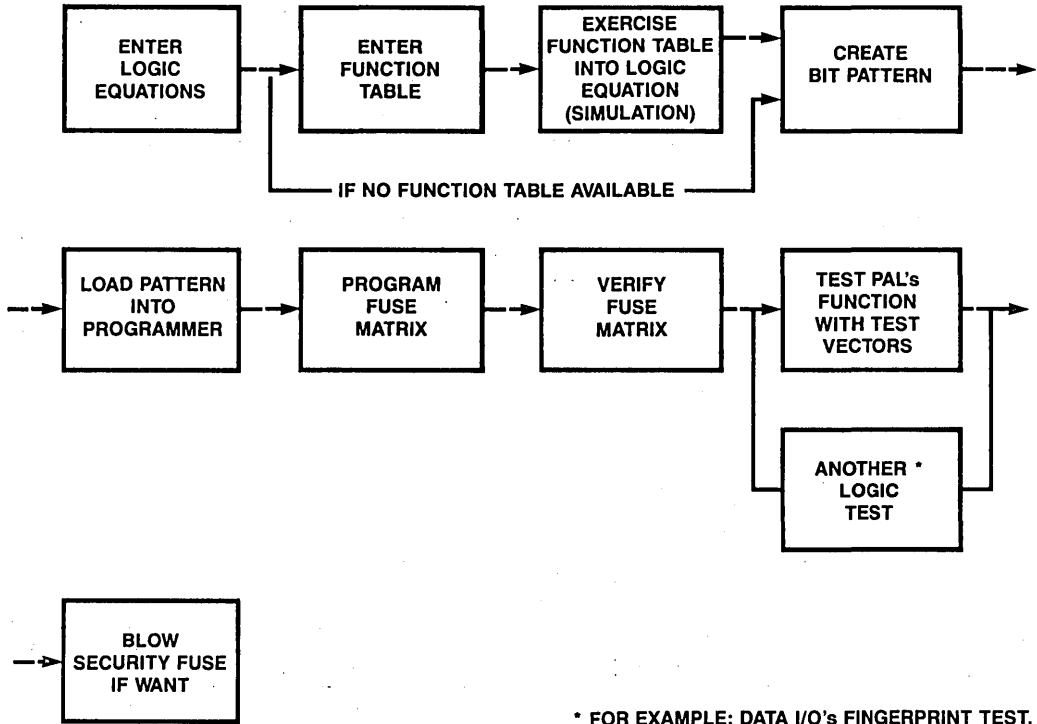 ENTER
LOGIC
EQUATIONS
ENTER
FUNCTION
TABLE
EXERCISE
FUNCTION TABLE
INTO LOGIC
EQUATION
(SIMULATION)
CREATE
BIT PATTERN
IF NO FUNCTION TABLE AVAILABLE
LOAD PATTERN
INTO
PROGRAMMER
PROGRAM
FUSE
MATRIX
VERIFY
FUSE
MATRIX
TEST PAL's
FUNCTION
WITH TEST
VECTORS
ANOTHER *
LOGIC
TEST
BLOW
SECURITY FUSE
IF WANT
* FOR EXAMPLE: DATA I/O's FINGERPRINT TEST.